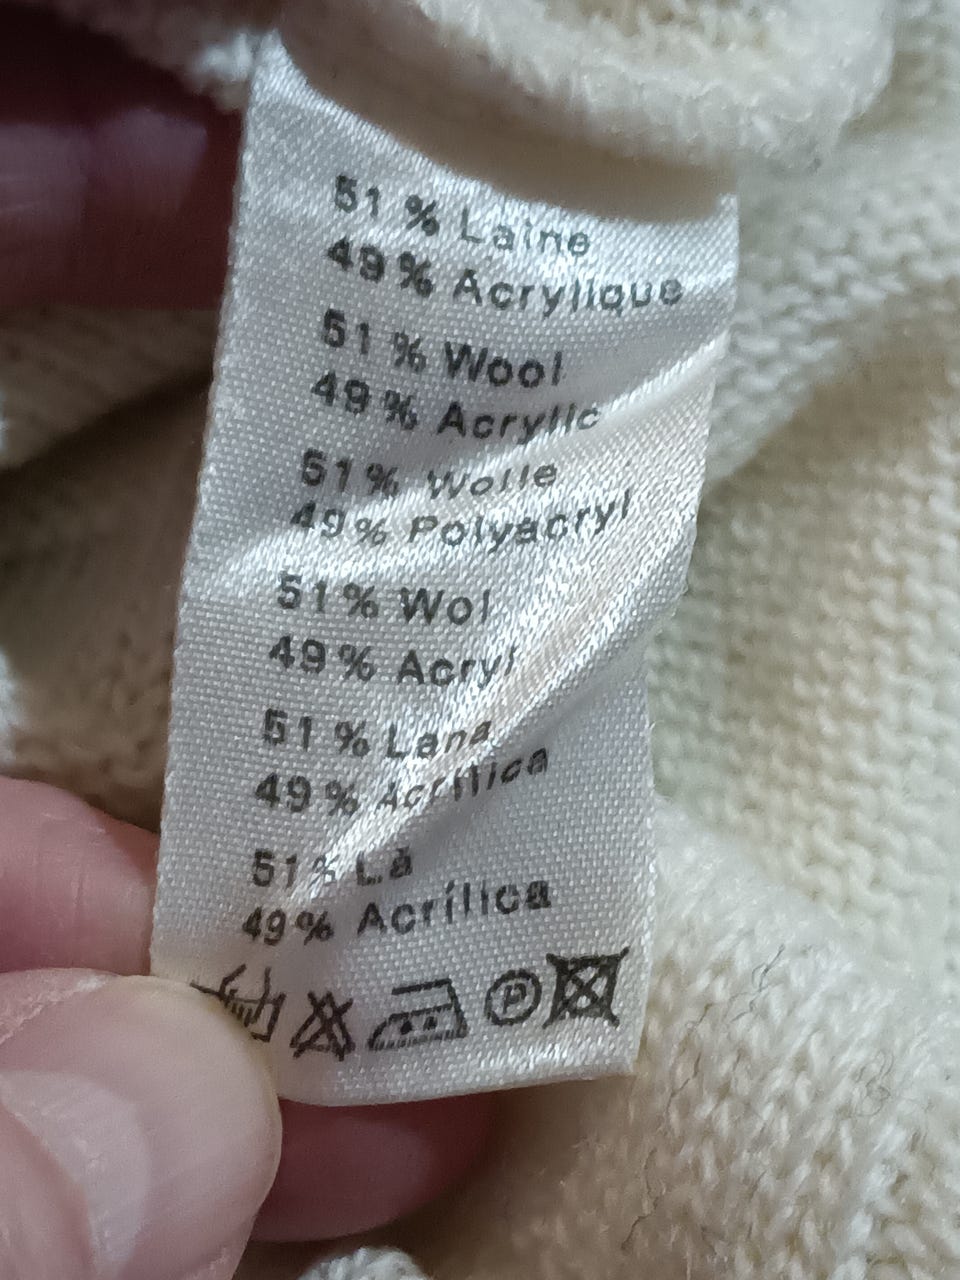 51 % Laine
49 % Acrylique
51 % Wool
49 % Acrylic
51 % Wolle
49 % Polyacryl
51 % Wol
49 % Acryl
51 % Lana
49 % Acrílica
51 % Lã
49 % Acrílica
P